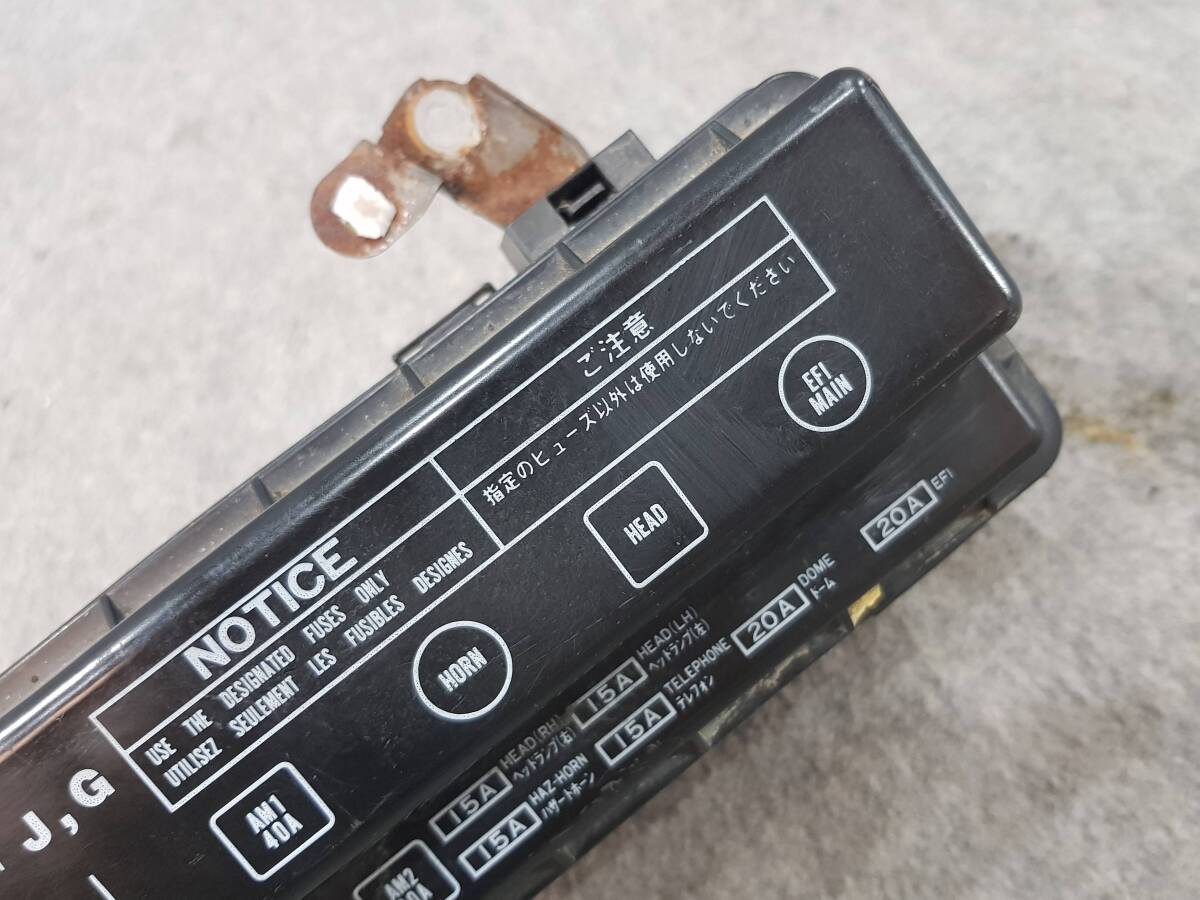 ご注意
指定のヒューズ以外は使用しないでください
NOTICE
USE THE DESIGNATED FUSES ONLY
UTILISEZ SEULEMENT LES FUSIBLES DESIGNES
EFI
MAIN
HEAD
HORN
AM1
40A
J,G
20A EFI
20A DOME
ドーム
15A HEAD(LH)
ヘッドランプ(左)
15A TELEPHONE
テレフォン
15A HEAD(RH)
ヘッドランプ(右)
15A HAZ-HORN
ハザードホーン
AM2